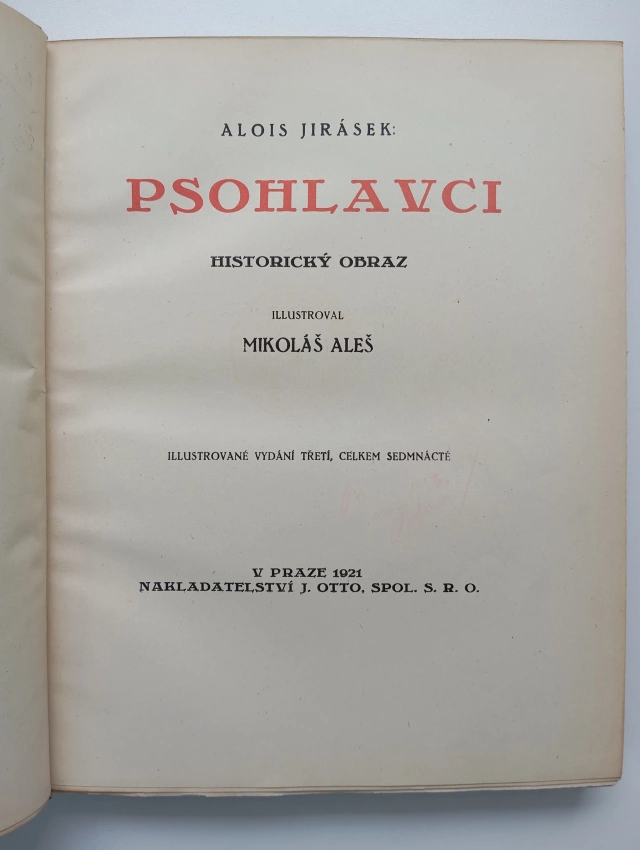 ALOIS JIRÁSEK:
PSOHLAVCI
HISTORICKÝ OBRAZ
ILLUSTROVAL
MIKOLÁŠ ALEŠ
ILLUSTROVANÉ VYDÁNÍ TŘETÍ, CELKEM SEDMNÁCTÉ
V PRAZE 1921
NAKLADATELSTVÍ J. OTTO, SPOL. S. R. O.